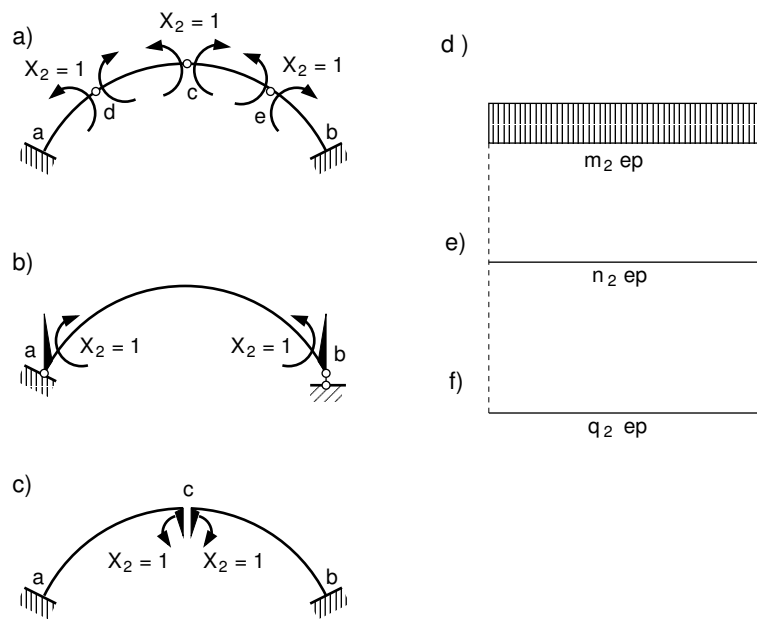 a)
X2 = 1
X2 = 1
X2 = 1
a
d
c
e
b
b)
a
X2 = 1
X2 = 1
b
c)
c
a
X2 = 1
X2 = 1
b
d )
m2 ep
e)
n2 ep
f)
q2 ep